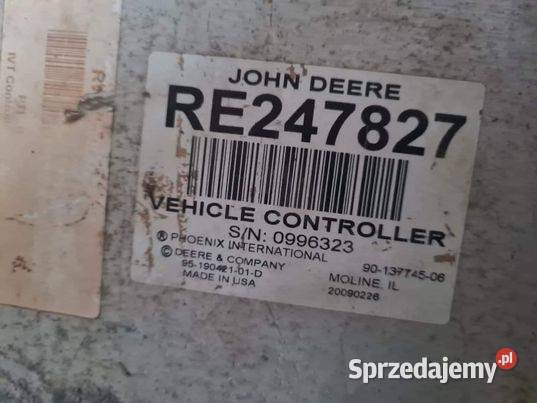 JOHN DEERE
RE247827
VEHICLE CONTROLLER
S/N: 0996323
® PHOENIX INTERNATIONAL
© DEERE & COMPANY
95-190421-01-D
MADE IN USA
90-137745-06
MOLINE, IL
20090226
IVT
Sprzedajemy.pl